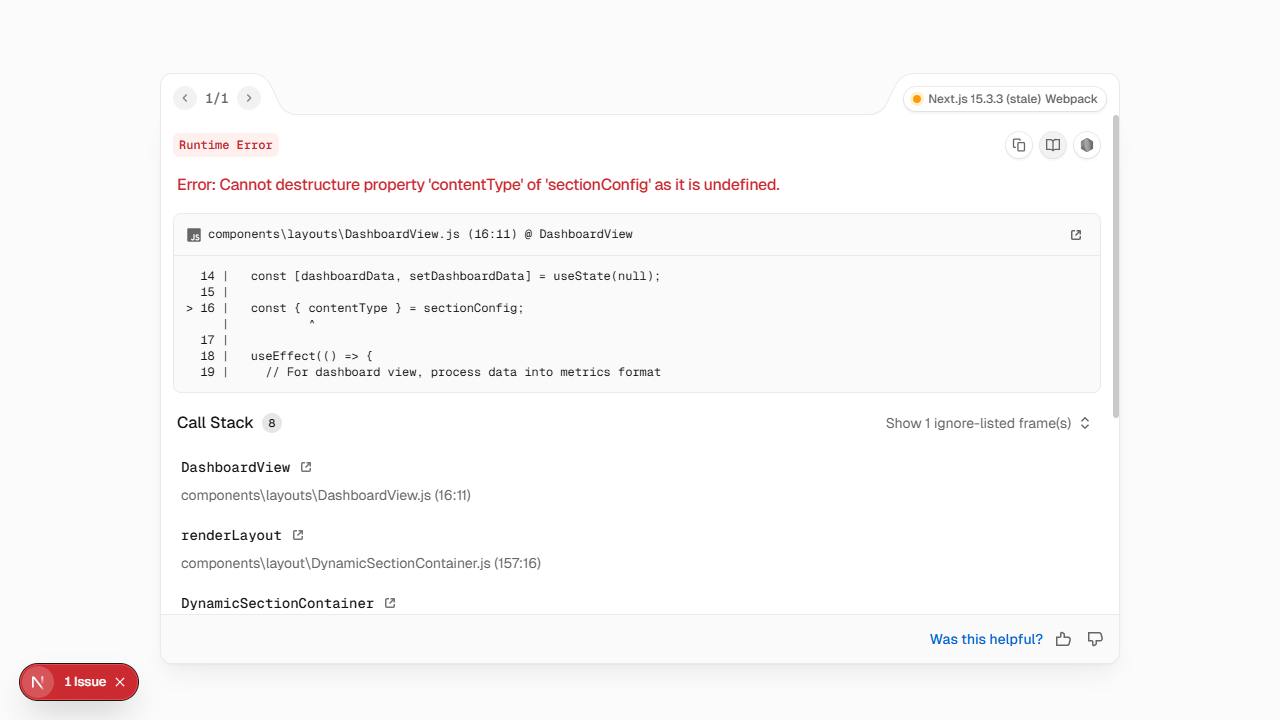 1/1
Next.js 15.3.3 (stale) Webpack
Runtime Error
Error: Cannot destructure property 'contentType' of 'sectionConfig' as it is undefined.
JS components\layouts\DashboardView.js (16:11) @ DashboardView
14 |   const [dashboardData, setDashboardData] = useState(null);
15 |
> 16 |   const { contentType } = sectionConfig;
|           ^
17 |
18 |   useEffect(() => {
19 |     // For dashboard view, process data into metrics format
Call Stack 8
Show 1 ignore-listed frame(s)
DashboardView
components\layouts\DashboardView.js (16:11)
renderLayout
components\layout\DynamicSectionContainer.js (157:16)
DynamicSectionContainer
Was this helpful?
N 1 Issue